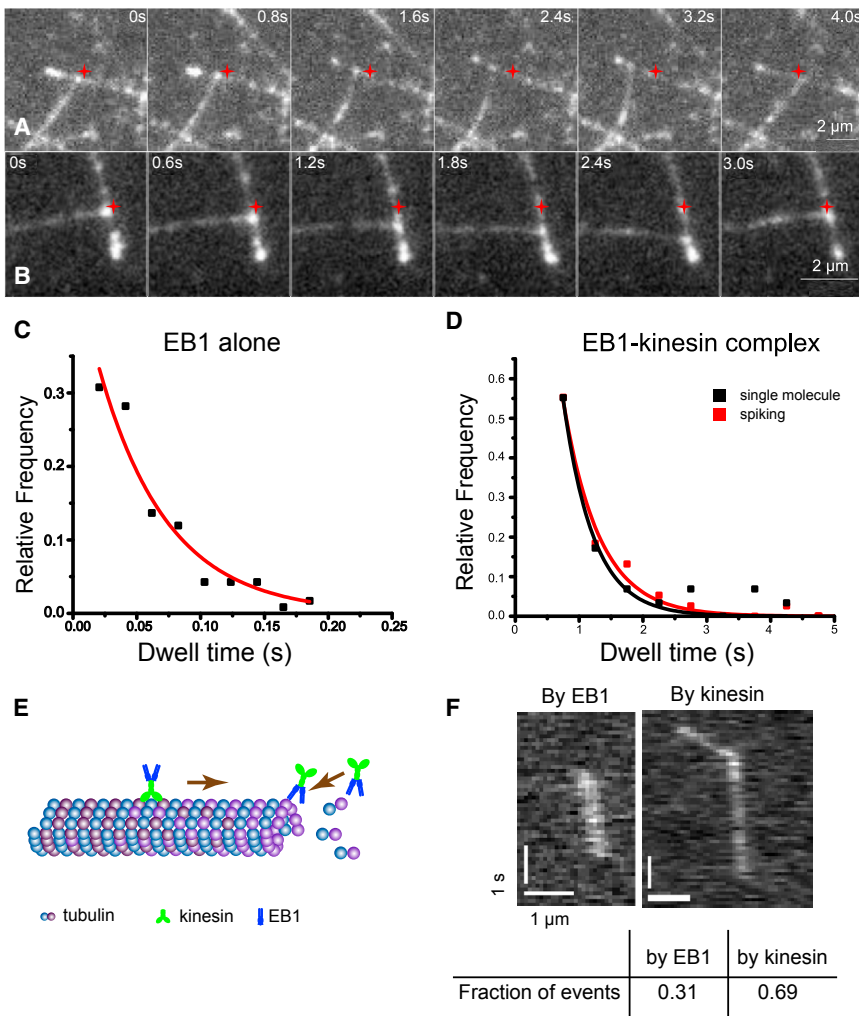 0s 0.8s 1.6s 2.4s 3.2s 4.0s
A 2 μm
0s 0.6s 1.2s 1.8s 2.4s 3.0s
B 2 μm
C
EB1 alone
Relative Frequency
0.3
0.2
0.1
0.0
0.00 0.05 0.10 0.15 0.20 0.25
Dwell time (s)
D
EB1-kinesin complex
single molecule
spiking
Relative Frequency
0.6
0.5
0.4
0.3
0.2
0.15
0.0
0 1 2 3 4 5
Dwell time (s)
E
tubulin kinesin EB1
F
By EB1 By kinesin
1 s
1 μm
by EB1 by kinesin
Fraction of events 0.31 0.69